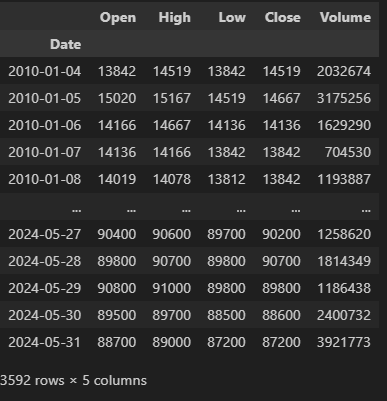 Open High Low Close Volume
Date
2010-01-04 13842 14519 13842 14519 2032674
2010-01-05 15020 15167 14519 14667 3175256
2010-01-06 14166 14667 14136 14136 1629290
2010-01-07 14136 14166 13842 13842 704530
2010-01-08 14019 14078 13812 13842 1193887
... ... ... ... ... ...
2024-05-27 90400 90600 89700 90200 1258620
2024-05-28 89800 90700 89800 90700 1814349
2024-05-29 90800 91000 89800 89800 1186438
2024-05-30 89500 89700 88500 88600 2400732
2024-05-31 88700 89000 87200 87200 3921773
3592 rows × 5 columns